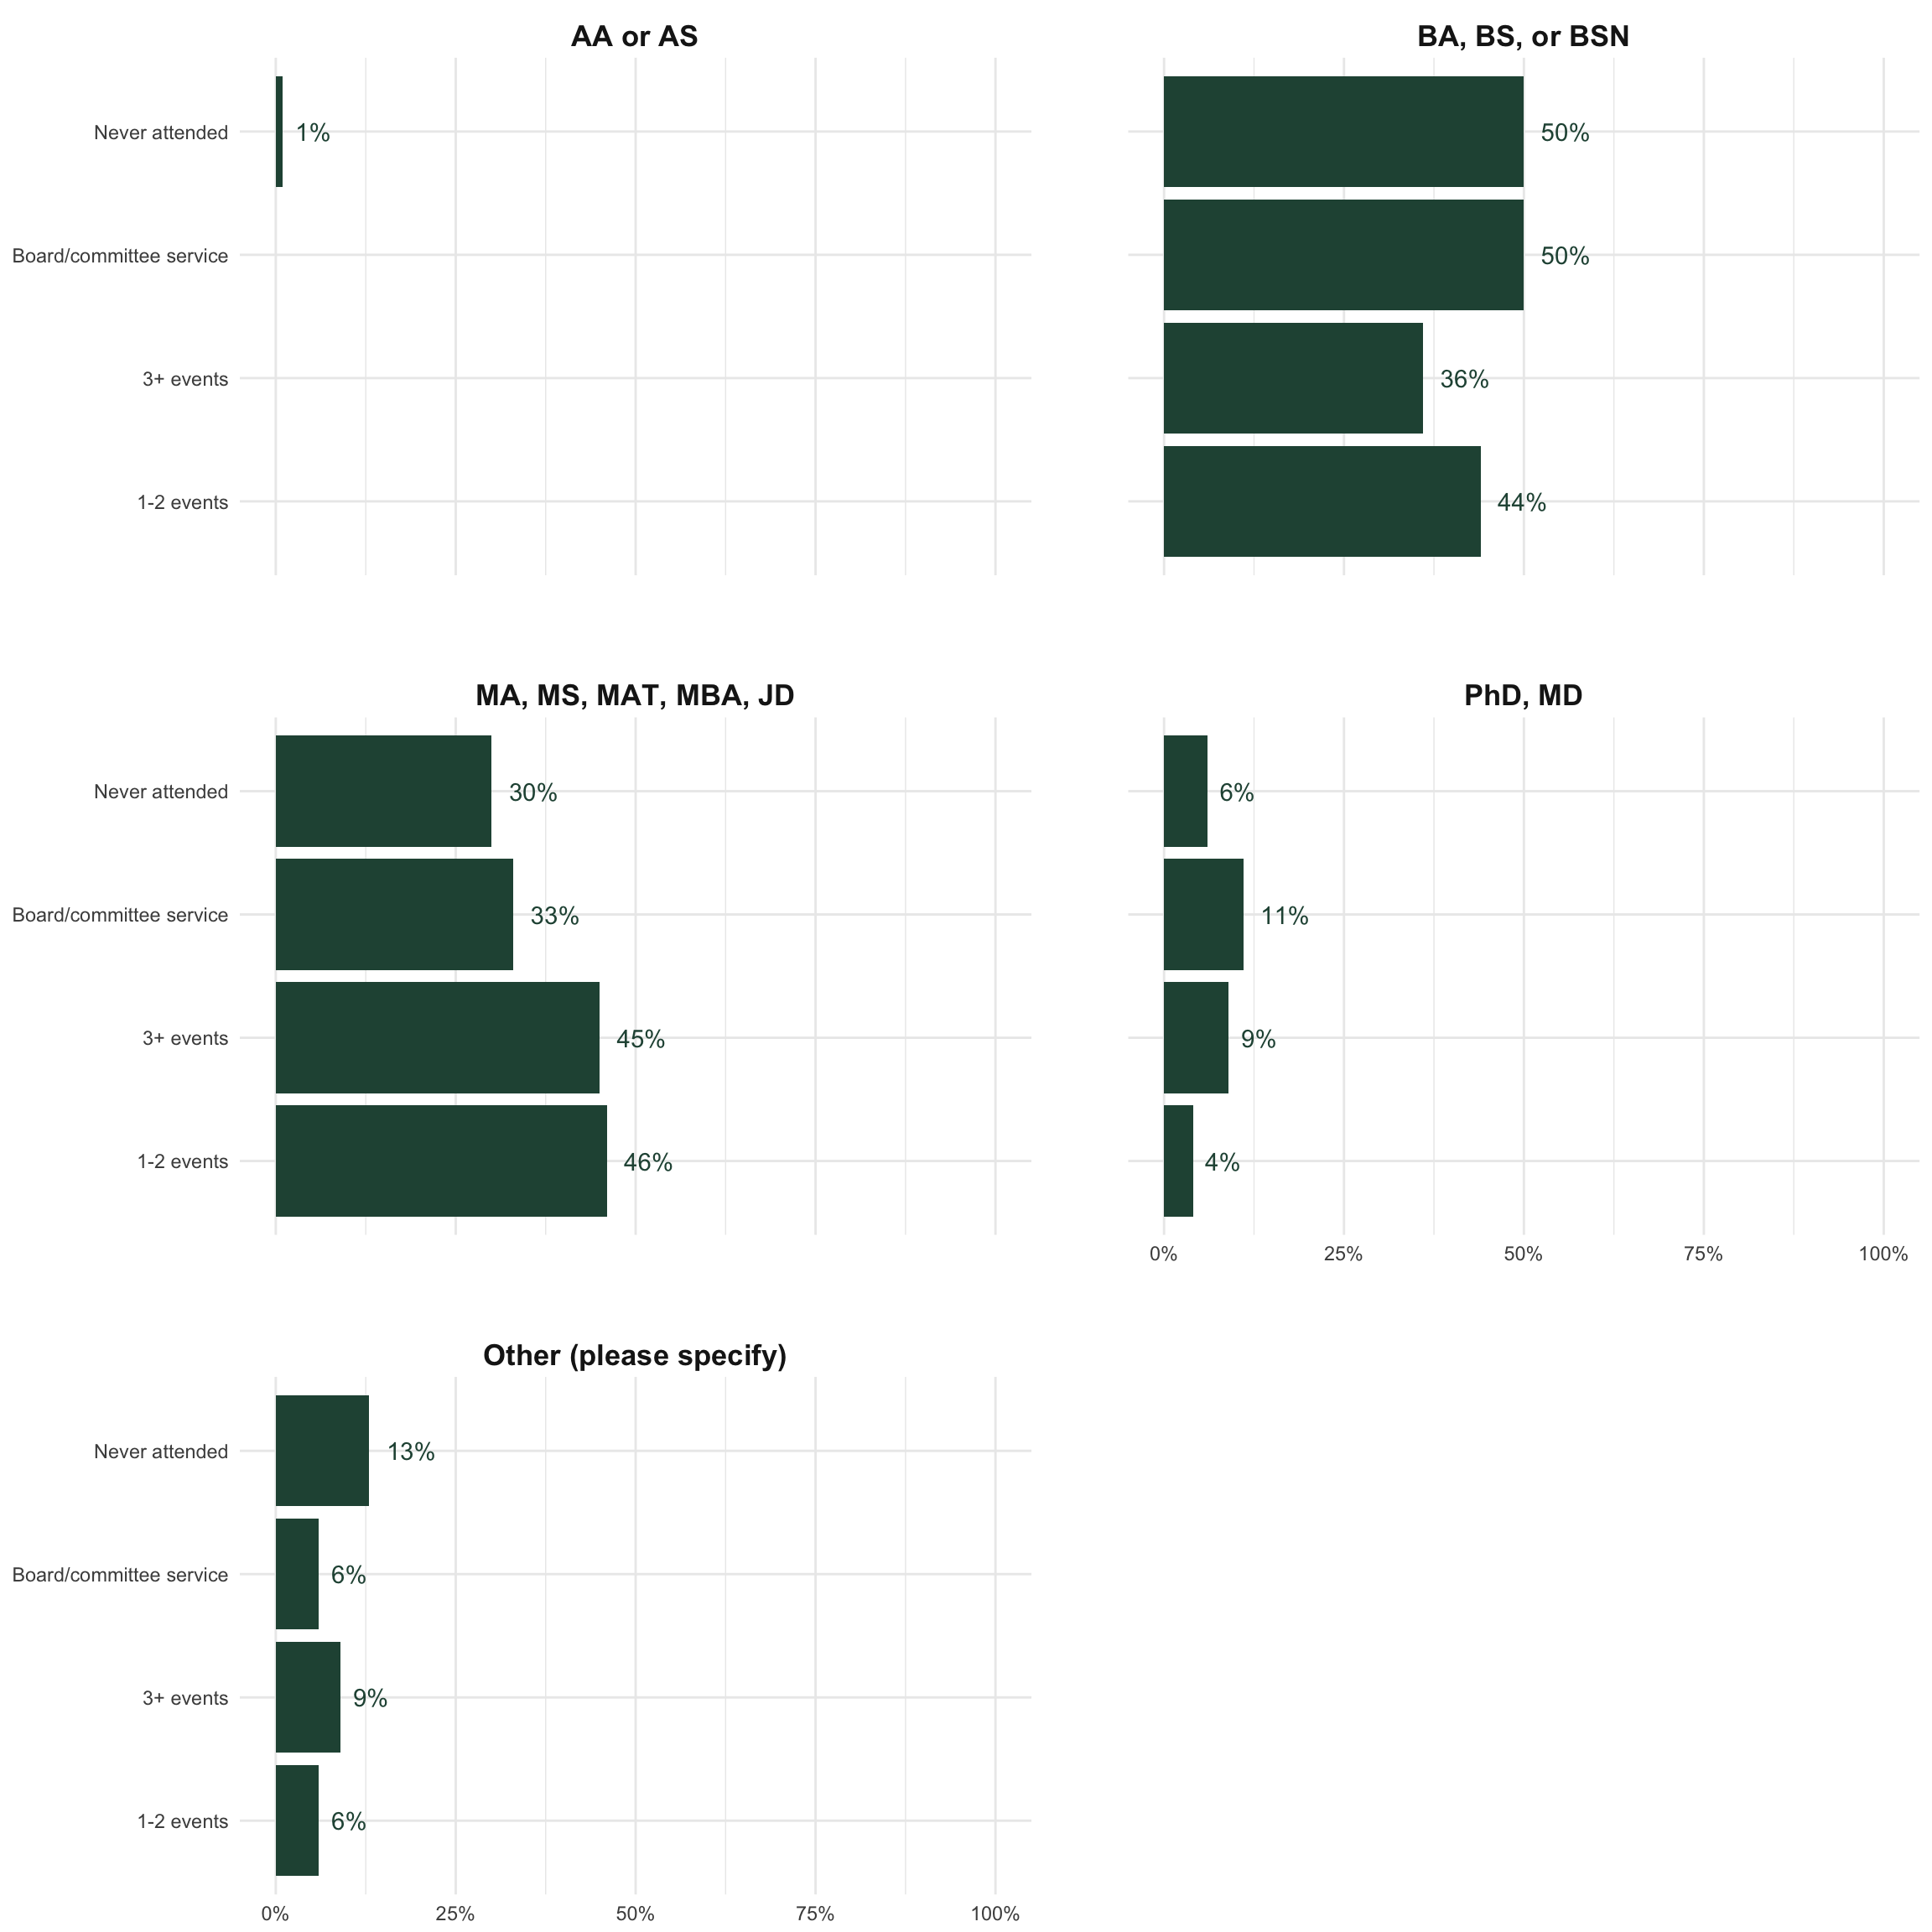 AA or AS
Never attended
1%
Board/committee service
3+ events
1-2 events
BA, BS, or BSN
50%
50%
36%
44%
MA, MS, MAT, MBA, JD
Never attended
30%
Board/committee service
33%
3+ events
45%
1-2 events
46%
PhD, MD
6%
11%
9%
4%
0% 25% 50% 75% 100%
Other (please specify)
Never attended
13%
Board/committee service
6%
3+ events
9%
1-2 events
6%
0% 25% 50% 75% 100%